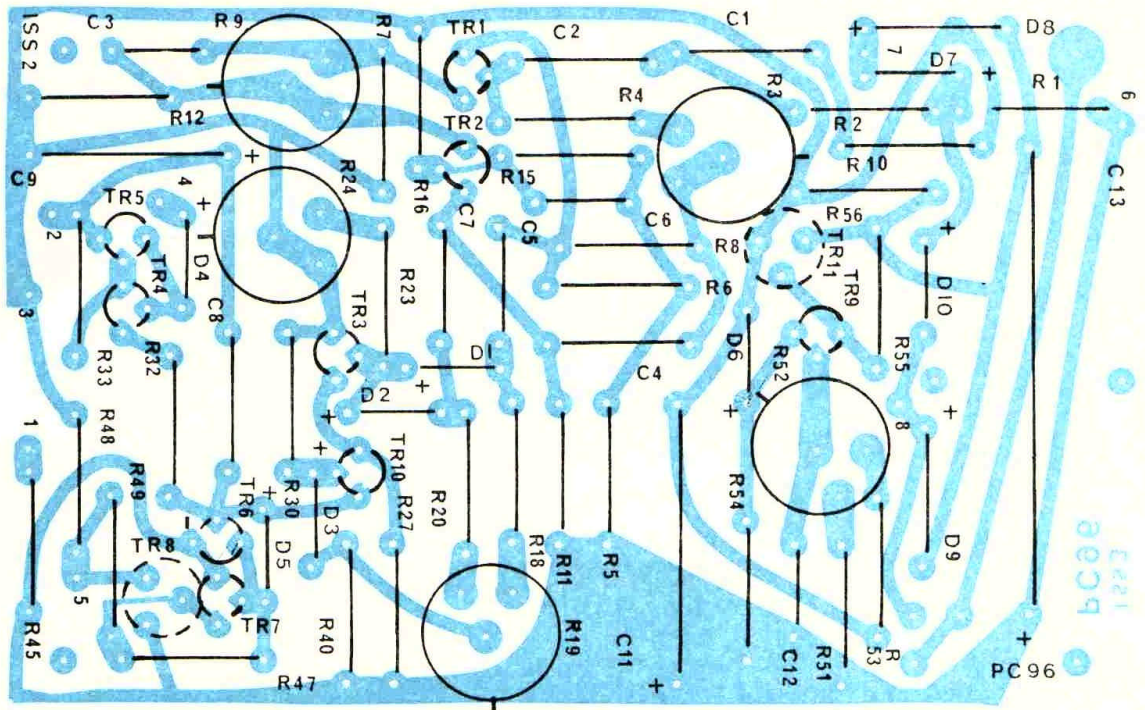 ISS 2
C3
R9
R7
TR1
C2
C1
+
7
D7
D8
+
R1
6
R12
R4
R3
R2
TR2
R10
C13
C9
+
R24
R16
R15
C7
C6
R56
2
TR5
4
+
D4
C5
R8
TR11
+
TR4
C8
R23
R6
TR9
D10
3
TR3
D6
R52
R55
R33
R32
D1
+
D2
C4
8
+
1
R48
+
+
R54
R49
TR6
+
R30
+
D3
TR10
R27
R20
R18
R11
R5
D9
TR8
D5
5
TR7
R45
R40
R47
R19
C11
+
C12
R51
R
53
+
PC96
ISS3
PC96